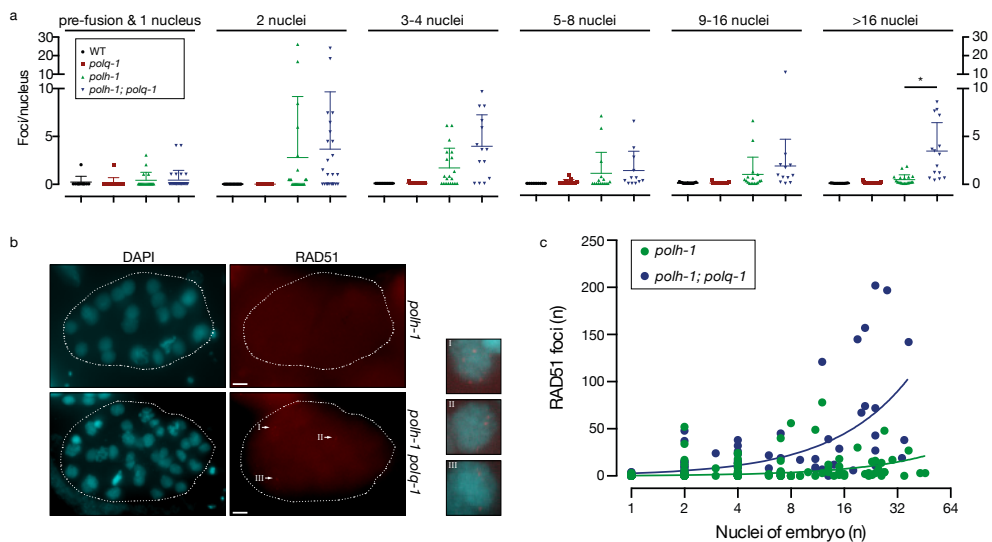 a
pre-fusion & 1 nucleus
2 nuclei
3-4 nuclei
5-8 nuclei
9-16 nuclei
>16 nuclei
Foci/nucleus
30
20
10
10
5
0
WT
polq-1
polh-1
polh-1; polq-1
*
30
20
10
10
5
0
b
DAPI
RAD51
polh-1
polh-1 polq-1
I
II
III
I
II
III
c
RAD51 foci (n)
250
200
150
100
50
0
polh-1
polh-1; polq-1
1
2
4
8
16
32
64
Nuclei of embryo (n)